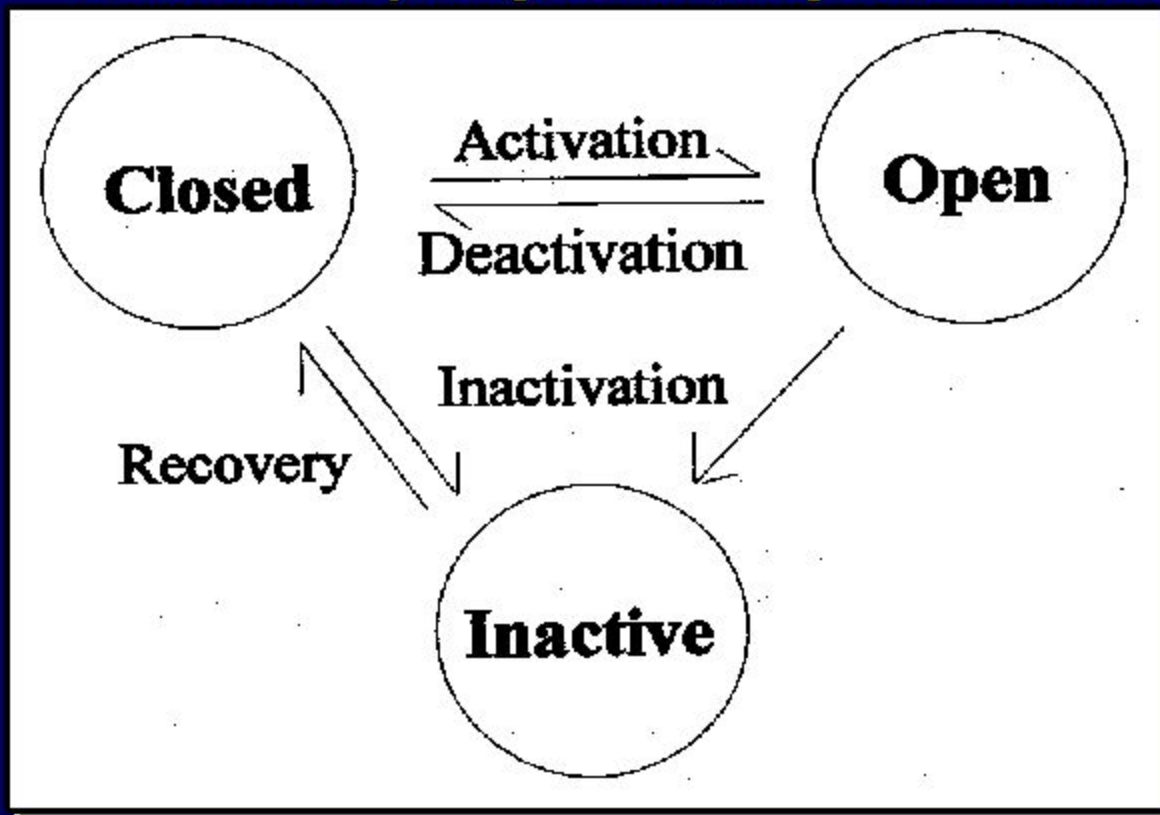 Closed
Activation
Open
Deactivation
Inactivation
Recovery
Inactive